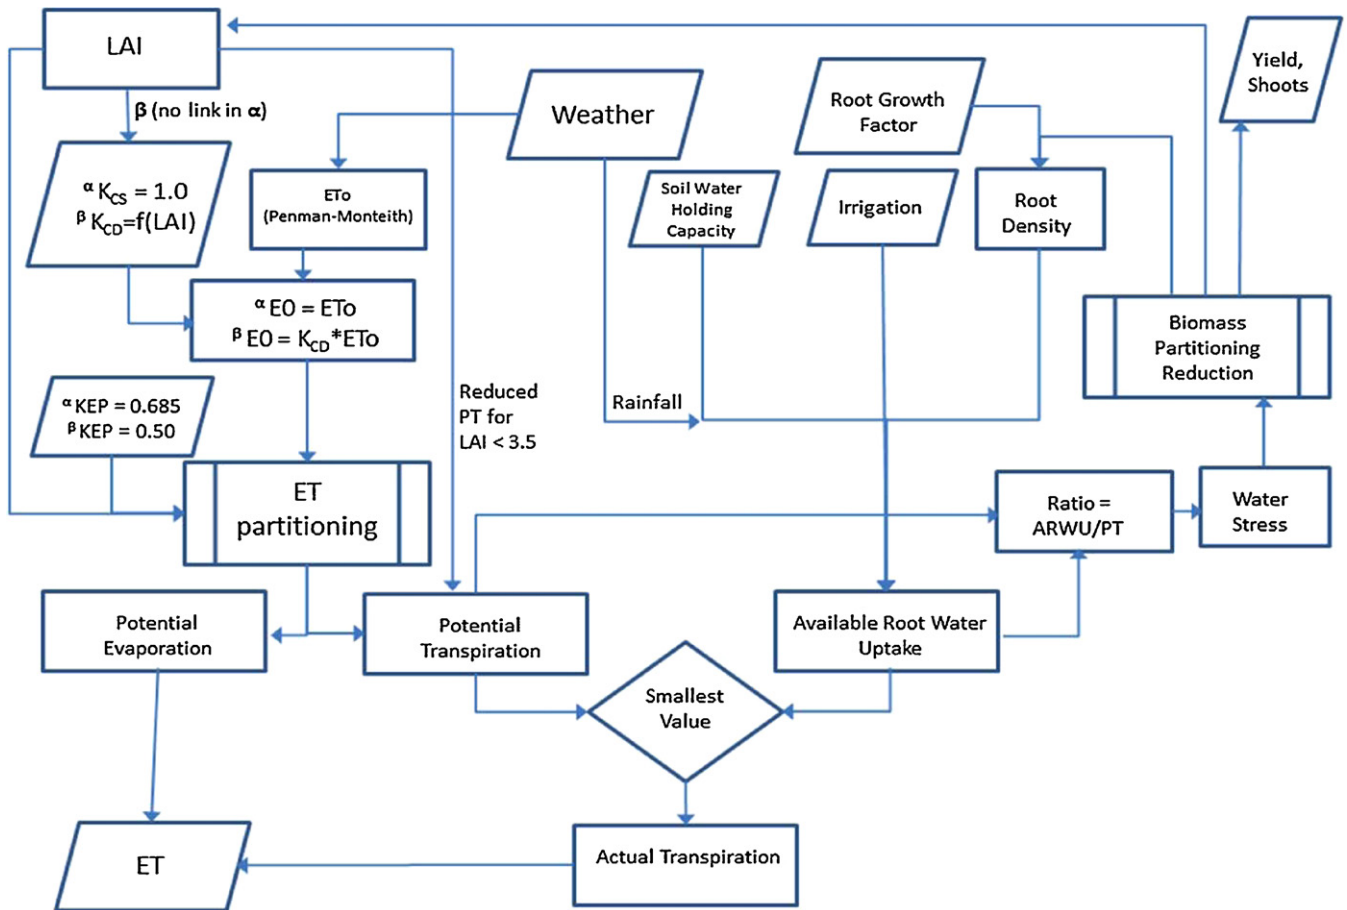 LAI
β (no link in α)
α K_CS = 1.0
β K_CD=f(LAI)
ETo
(Penman-Monteith)
α E0 = ETo
β E0 = K_CD*ETo
α KEP = 0.685
β KEP = 0.50
ET
partitioning
Reduced
PT for
LAI < 3.5
Weather
Rainfall
Soil Water
Holding
Capacity
Root Growth
Factor
Irrigation
Root
Density
Yield,
Shoots
Biomass
Partitioning
Reduction
Ratio =
ARWU/PT
Water
Stress
Potential
Evaporation
Potential
Transpiration
Available Root Water
Uptake
Smallest
Value
Actual Transpiration
ET